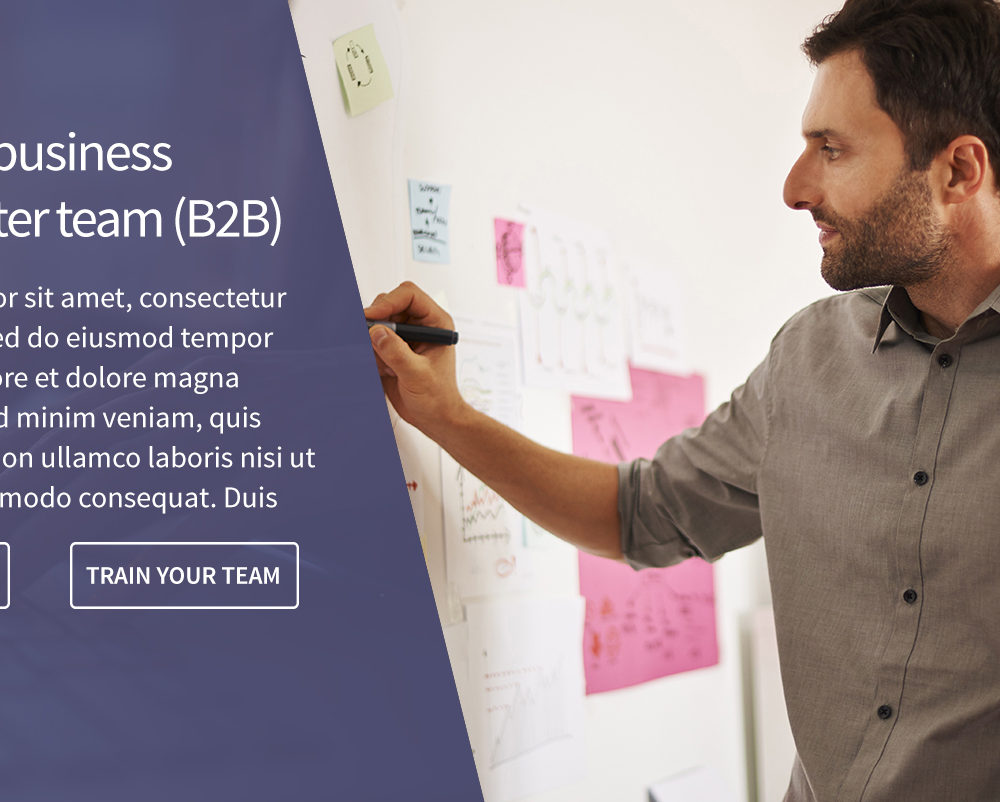 business
ter team (B2B)
or sit amet, consectetur
ed do eiusmod tempor
ore et dolore magna
d minim veniam, quis
on ullamco laboris nisi ut
modo consequat. Duis
TRAIN YOUR TEAM